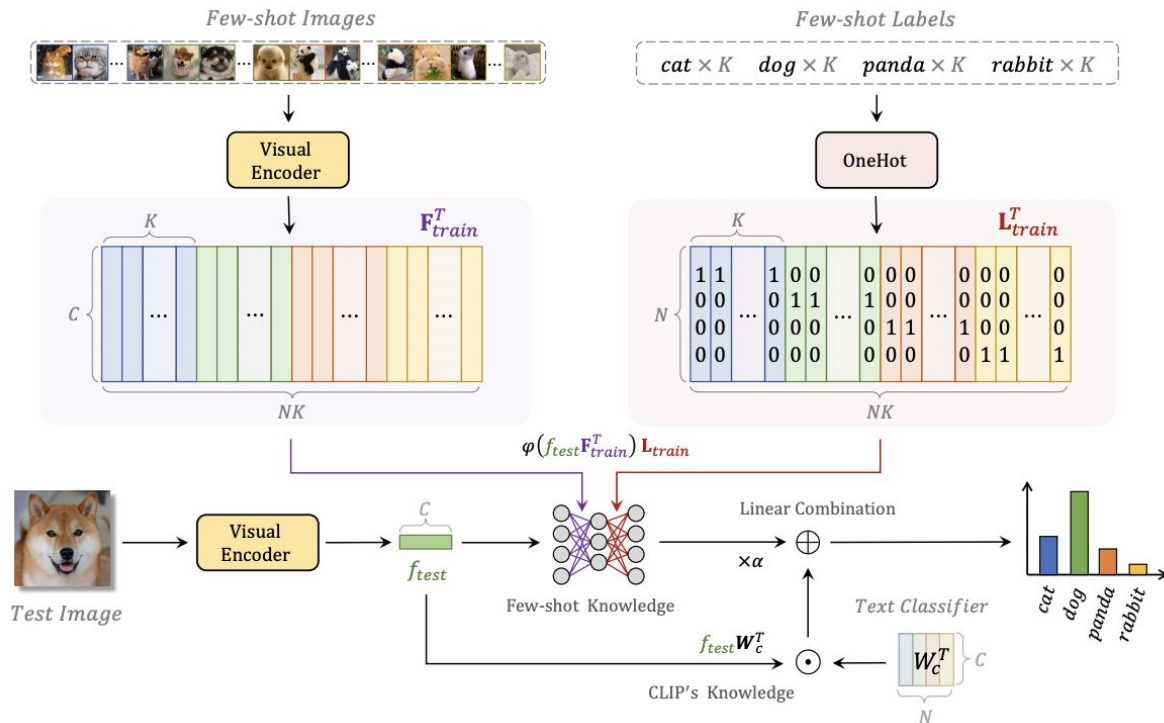 Few-shot Images
Few-shot Labels
... ... ... ...
cat × K dog × K panda × K rabbit × K
Visual
Encoder
OneHot
K
F^T_train
K
L^T_train
C
... ... ... ...
N
1 1 1 0 0 0 0 0 0 0 0 0
0 0 ... 0 1 1 ... 1 0 0 ... 0 0 0 ... 0
0 0 0 0 0 0 1 1 1 0 0 0
0 0 0 0 0 0 0 0 0 1 1 1
NK
NK
φ(f_test F^T_train) L_train
Visual
Encoder
C
f_test
Few-shot Knowledge
Linear Combination
×α
Test Image
f_test W_c^T
CLIP's Knowledge
Text Classifier
W_c^T
C
N
cat
dog
panda
rabbit